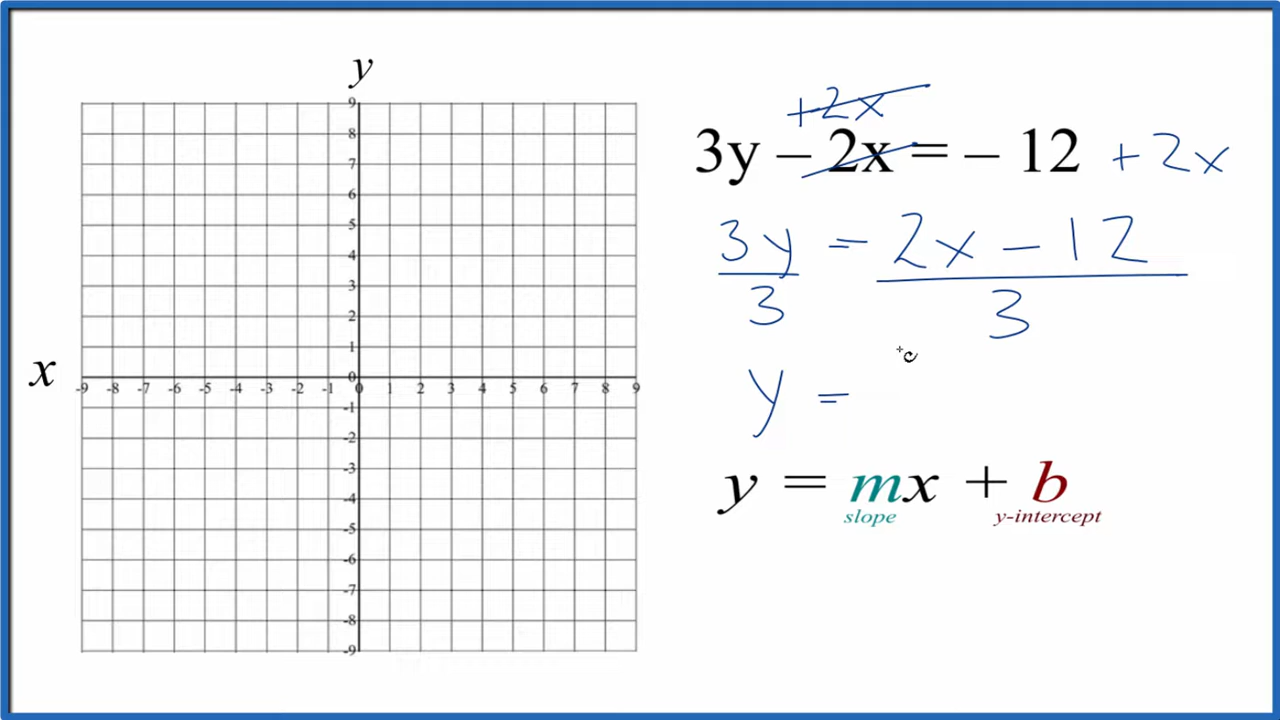 y
9
8
7
6
5
4
3
2
1
0
x
-9 -8 -7 -6 -5 -4 -3 -2 -1 0 1 2 3 4 5 6 7 8 9
-1
-2
-3
-4
-5
-6
-7
-8
-9
+2x
3y – 2x = – 12 + 2x
3y = 2x - 12
3 3
y =
y = mx + b
slope y-intercept